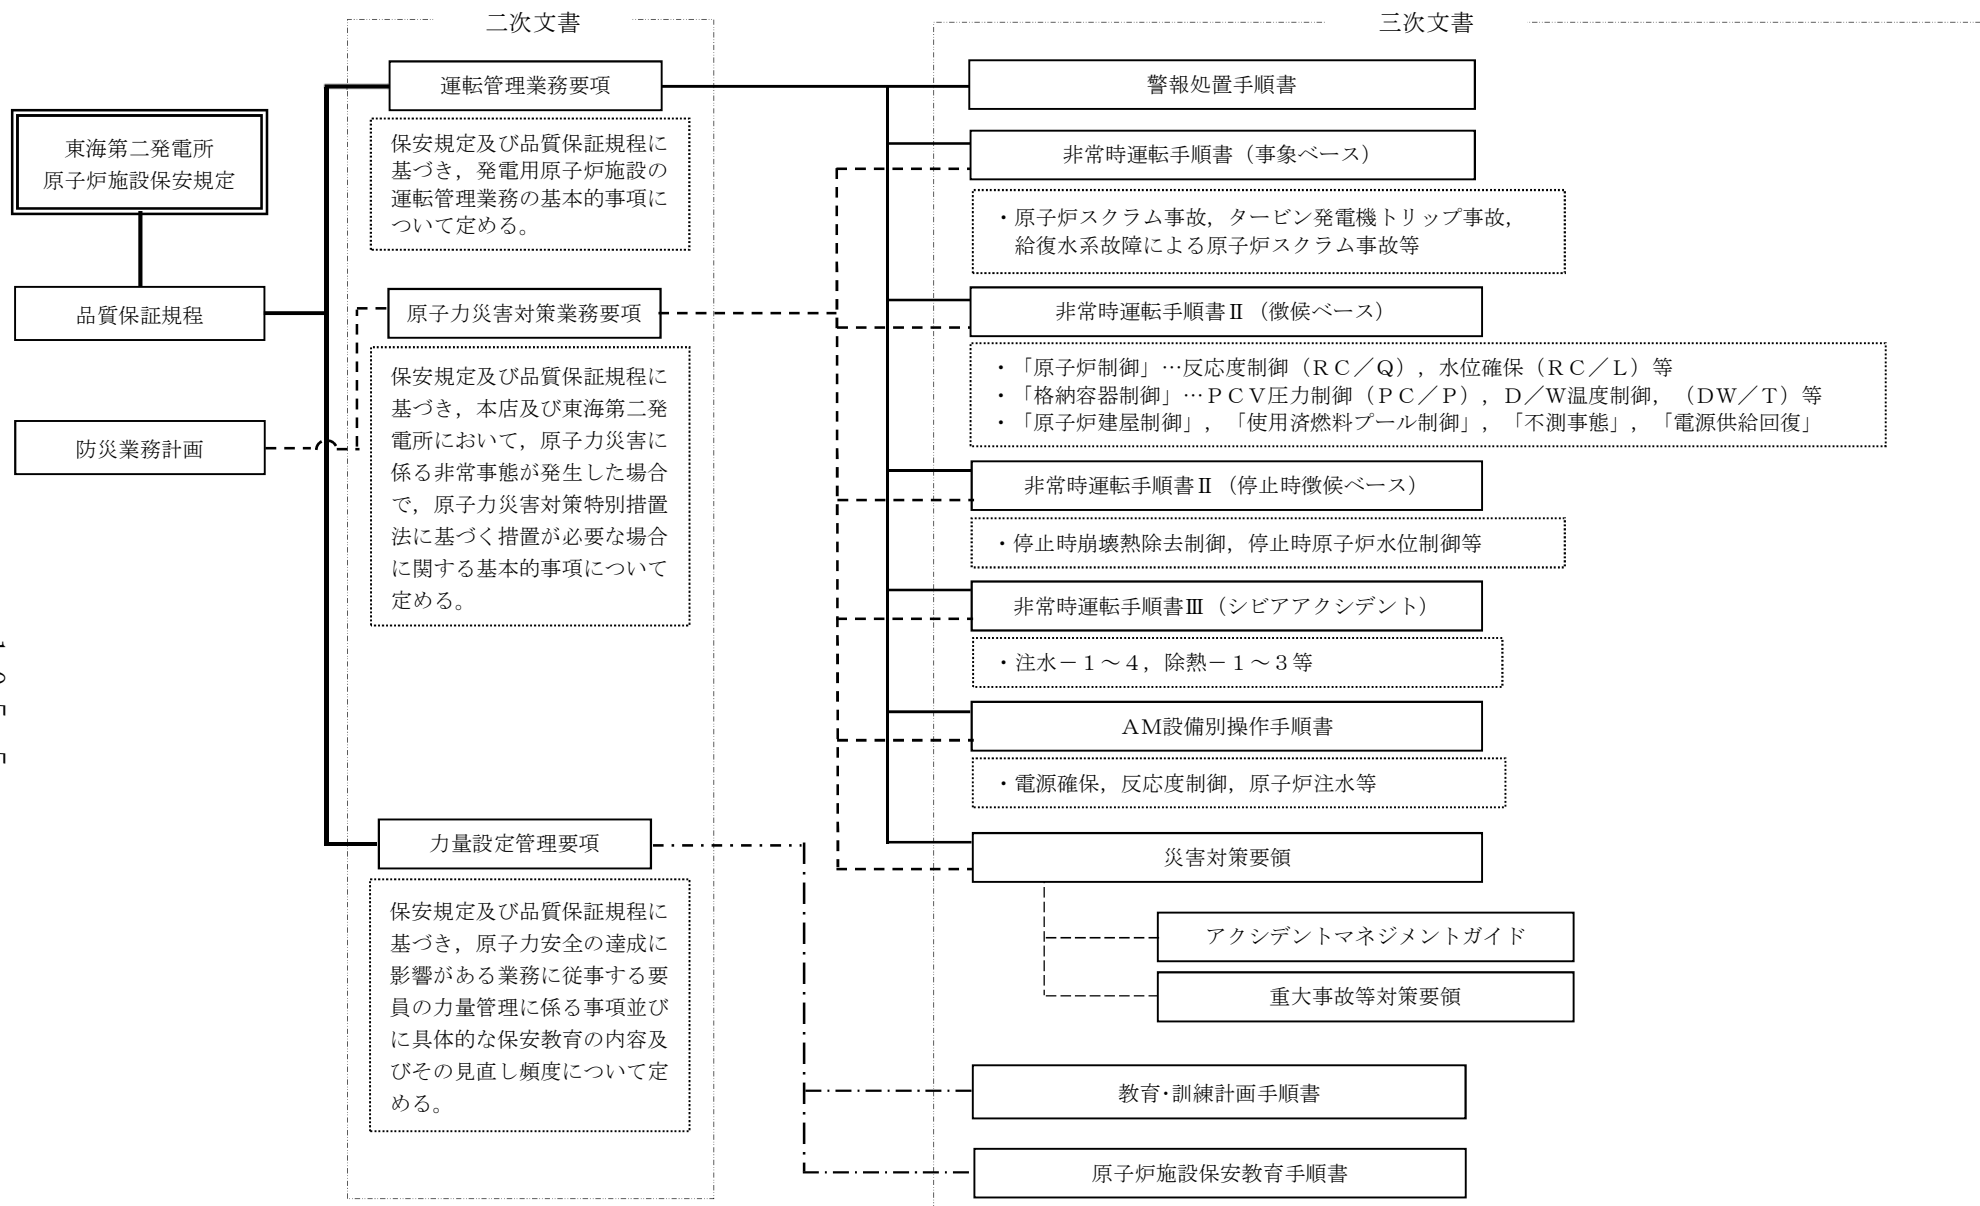 二次文書
三次文書
東海第二発電所
原子炉施設保安規定
品質保証規程
防災業務計画
運転管理業務要項
保安規定及び品質保証規程に
基づき，発電用原子炉施設の
運転管理業務の基本的事項に
ついて定める。
原子力災害対策業務要項
保安規定及び品質保証規程に
基づき，本店及び東海第二発
電所において，原子力災害に
係る非常事態が発生した場合
で，原子力災害対策特別措置
法に基づく措置が必要な場合
に関する基本的事項について
定める。
力量設定管理要項
保安規定及び品質保証規程に
基づき，原子力安全の達成に
影響がある業務に従事する要
員の力量管理に係る事項並び
に具体的な保安教育の内容及
びその見直し頻度について定
める。
警報処置手順書
非常時運転手順書（事象ベース）
・原子炉スクラム事故，タービン発電機トリップ事故，
給復水系故障による原子炉スクラム事故等
非常時運転手順書Ⅱ（徴候ベース）
・「原子炉制御」…反応度制御（ＲＣ／Ｑ），水位確保（ＲＣ／Ｌ）等
・「格納容器制御」…ＰＣＶ圧力制御（ＰＣ／Ｐ），Ｄ／Ｗ温度制御，（ＤＷ／Ｔ）等
・「原子炉建屋制御」，「使用済燃料プール制御」，「不測事態」，「電源供給回復」
非常時運転手順書Ⅱ（停止時徴候ベース）
・停止時崩壊熱除去制御，停止時原子炉水位制御等
非常時運転手順書Ⅲ（シビアアクシデント）
・注水－１～４，除熱－１～３等
ＡＭ設備別操作手順書
・電源確保，反応度制御，原子炉注水等
災害対策要領
アクシデントマネジメントガイド
重大事故等対策要領
教育・訓練計画手順書
原子炉施設保安教育手順書